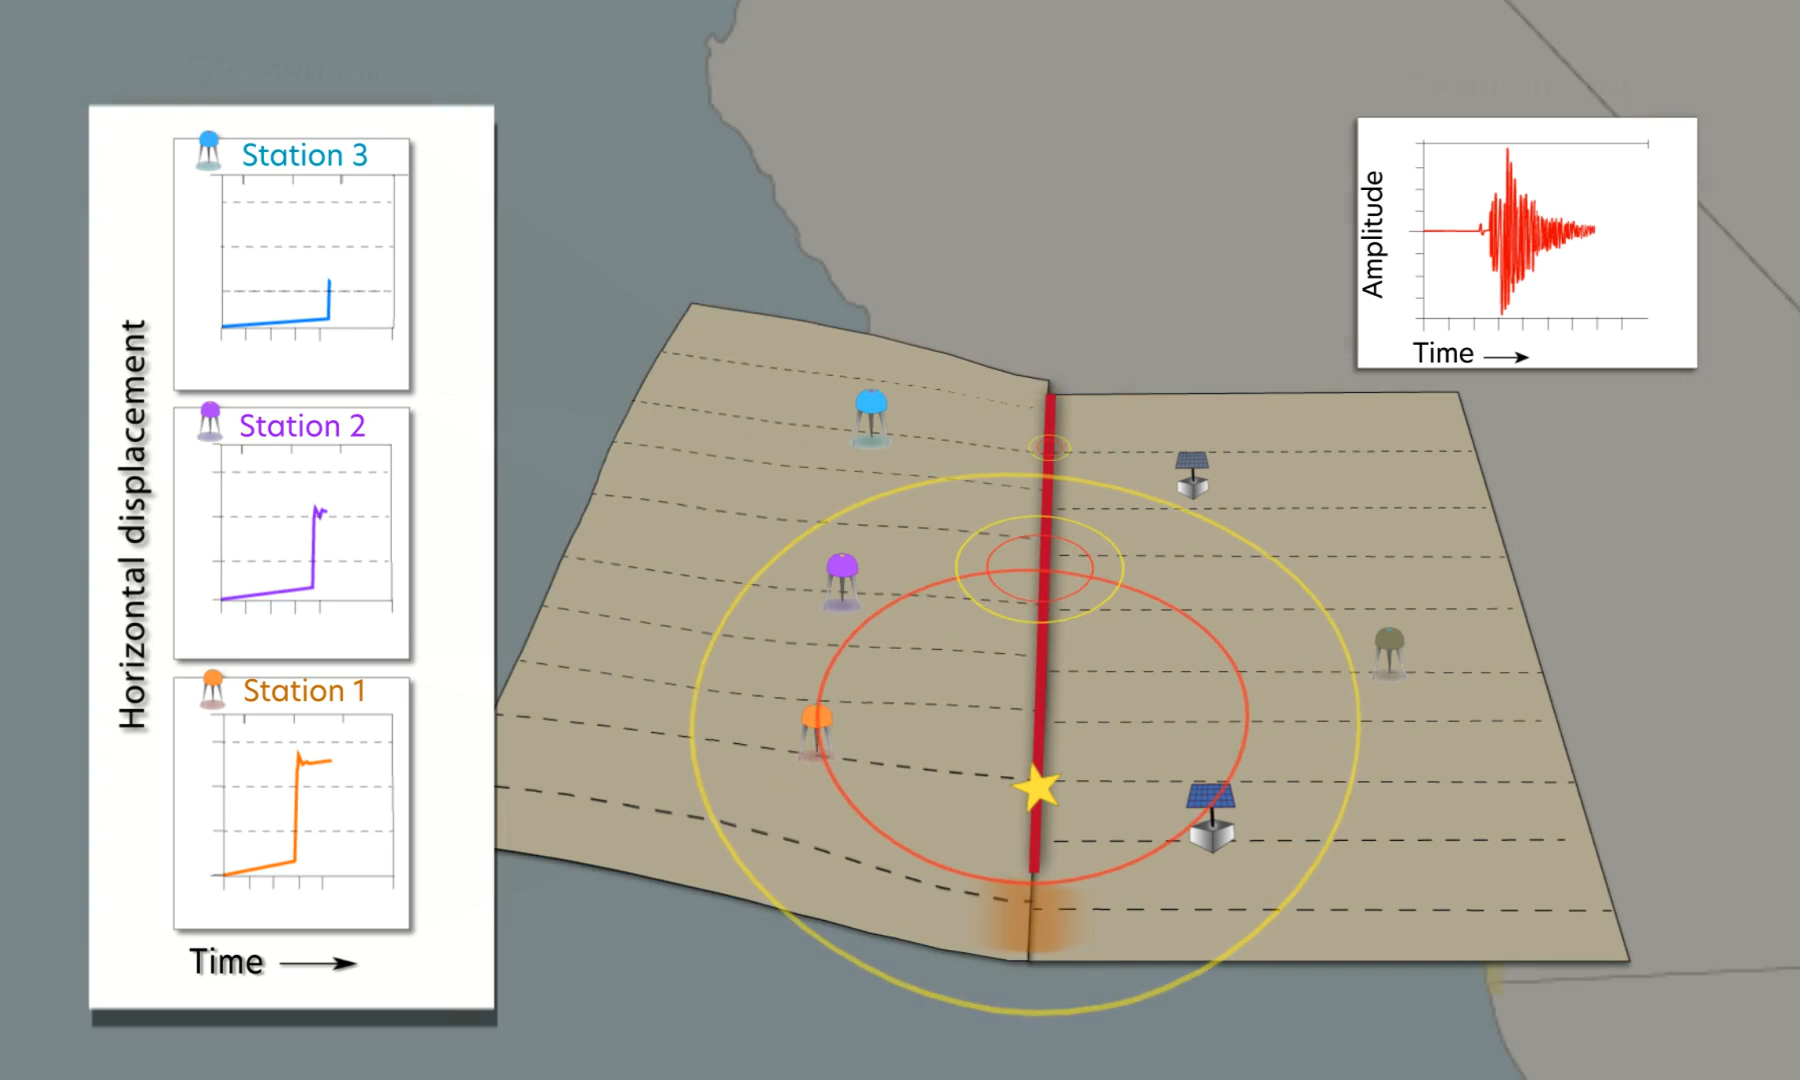 Station 3
Station 2
Station 1
Horizontal displacement
Time
Amplitude
Time